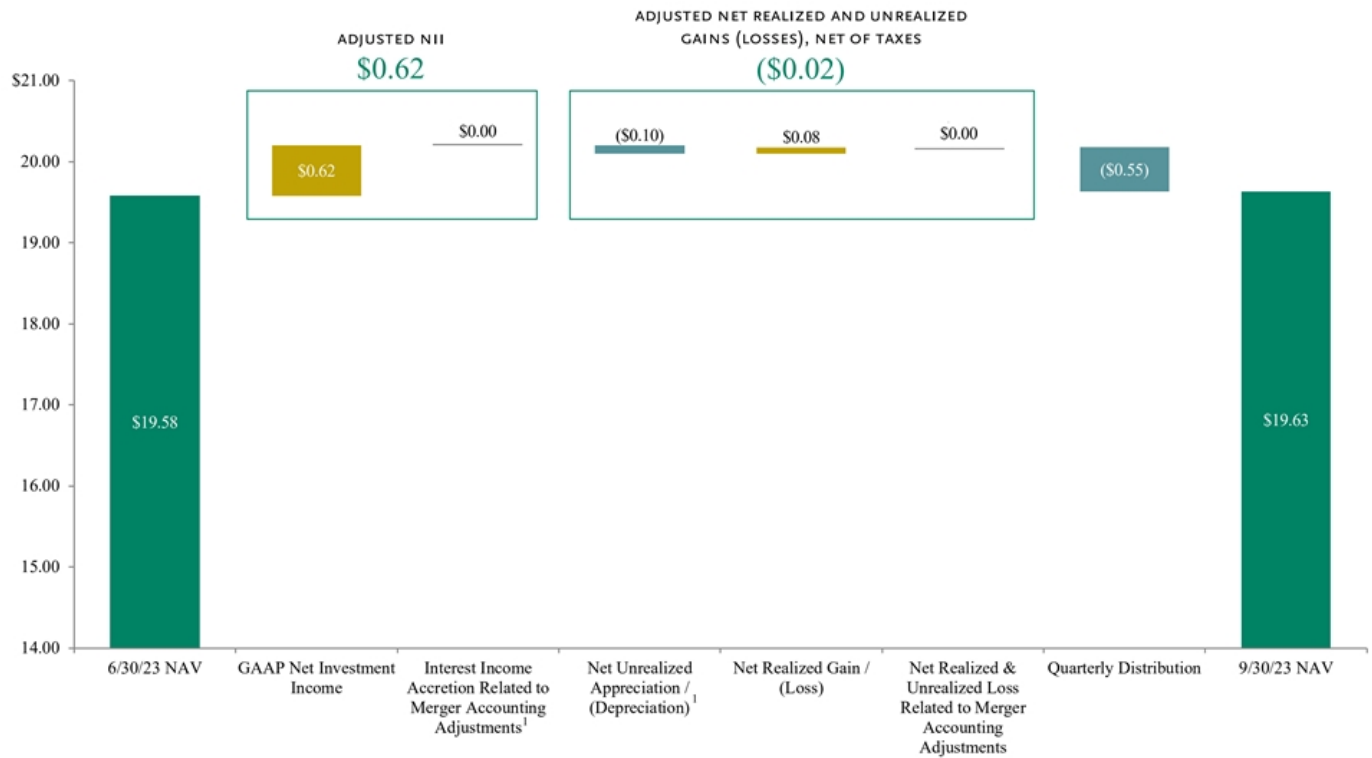 ADJUSTED NET REALIZED AND UNREALIZED
GAINS (LOSSES), NET OF TAXES
($0.02)
ADJUSTED NII
$0.62
$21.00
20.00
19.00
18.00
17.00
16.00
15.00
14.00
$19.58
$0.62
$0.00
($0.10)
$0.08
$0.00
($0.55)
$19.63
6/30/23 NAV
GAAP Net Investment
Income
Interest Income
Accretion Related to
Merger Accounting
Adjustments1
Net Unrealized
Appreciation /
(Depreciation)1
Net Realized Gain /
(Loss)
Net Realized &
Unrealized Loss
Related to Merger
Accounting
Adjustments
Quarterly Distribution
9/30/23 NAV